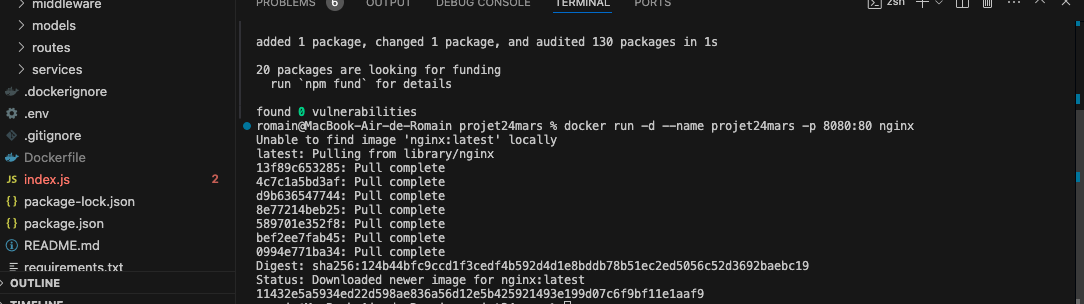 middleware
models
routes
services
.dockerignore
.env
.gitignore
Dockerfile
JS index.js 2
{} package-lock.json
{} package.json
README.md
requirements.txt
OUTLINE
TIMELINE
PROBLEMS 6 OUTPUT DEBUG CONSOLE TERMINAL PORTS zsh
added 1 package, changed 1 package, and audited 130 packages in 1s
20 packages are looking for funding
run `npm fund` for details
found 0 vulnerabilities
romain@MacBook-Air-de-Romain projet24mars % docker run -d --name projet24mars -p 8080:80 nginx
Unable to find image 'nginx:latest' locally
latest: Pulling from library/nginx
13f89c653285: Pull complete
4c7c1a5bd3af: Pull complete
d9b636547744: Pull complete
8e77214beb25: Pull complete
589701e352f8: Pull complete
bef2ee7fab45: Pull complete
0994e771ba34: Pull complete
Digest: sha256:124b44bfc9ccd1f3cedf4b592d4d1e8bddb78b51ec2ed5056c52d3692baebc19
Status: Downloaded newer image for nginx:latest
11432e5a5934ed22d598ae836a56d12e5b425921493e199d07c6f9bf11e1aaf9